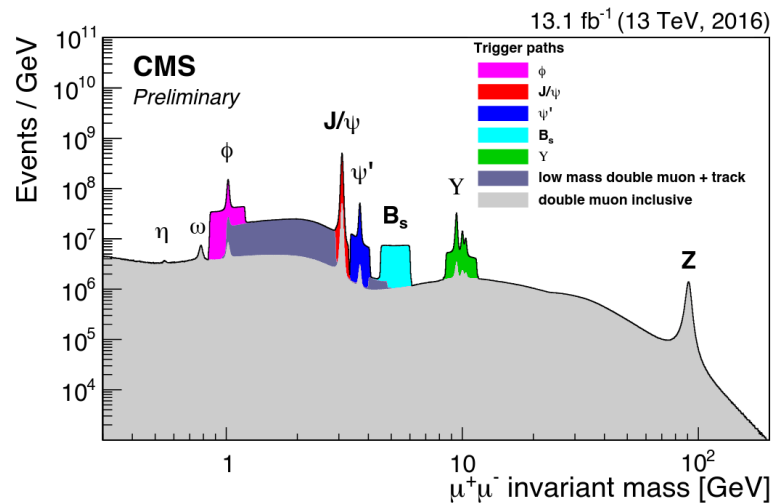 13.1 fb⁻¹ (13 TeV, 2016)
Events / GeV
10¹¹
10¹⁰
10⁹
10⁸
10⁷
10⁶
10⁵
10⁴
CMS
Preliminary
Trigger paths
ϕ
J/ψ
ψ'
Bₛ
Υ
low mass double muon + track
double muon inclusive
η
ω
ϕ
J/ψ
ψ'
Bₛ
Υ
Z
1
10
10²
μ⁺μ⁻ invariant mass [GeV]